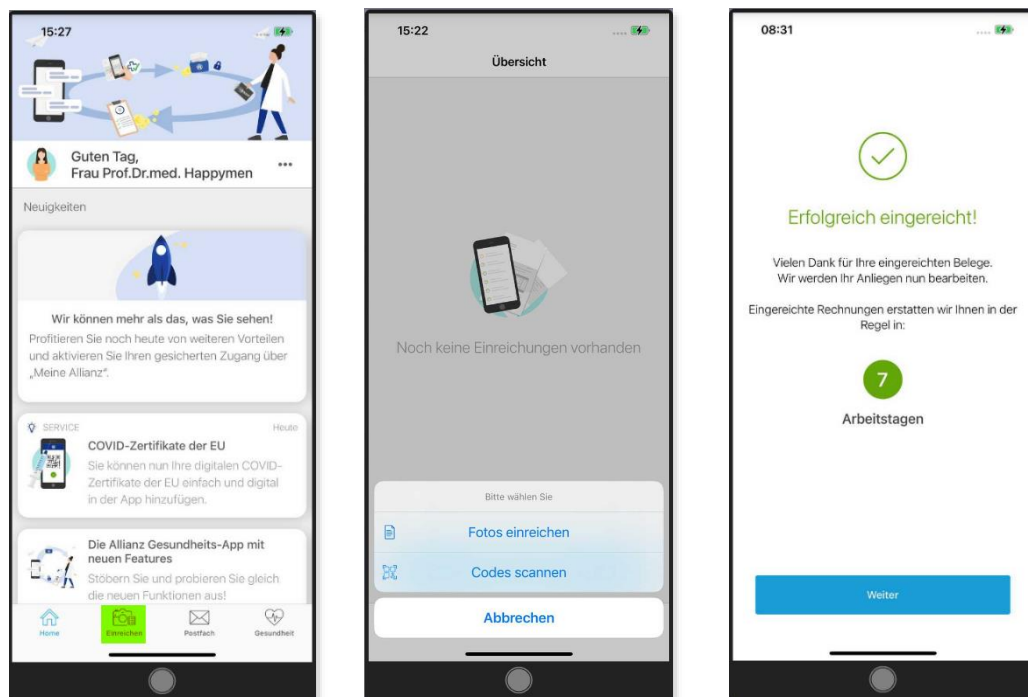 15:27
Guten Tag,
Frau Prof.Dr.med. Happymen
Neuigkeiten
Wir können mehr als das, was Sie sehen!
Profitieren Sie noch heute von weiteren Vorteilen
und aktivieren Sie Ihren gesicherten Zugang über
„Meine Allianz“.
SERVICE
Heute
COVID-Zertifikate der EU
Sie können nun Ihre digitalen COVID-
Zertifikate der EU einfach und digital
in der App hinzufügen.
Die Allianz Gesundheits-App mit
neuen Features
Stöbern Sie und probieren Sie gleich
die neuen Funktionen aus!
Home
Einreichen
Postfach
Gesundheit
15:22
Übersicht
Noch keine Einreichungen vorhanden
Bitte wählen Sie
Fotos einreichen
Codes scannen
Abbrechen
08:31
Erfolgreich eingereicht!
Vielen Dank für Ihre eingereichten Belege.
Wir werden Ihr Anliegen nun bearbeiten.
Eingereichte Rechnungen erstatten wir Ihnen in der
Regel in:
7
Arbeitstagen
Weiter